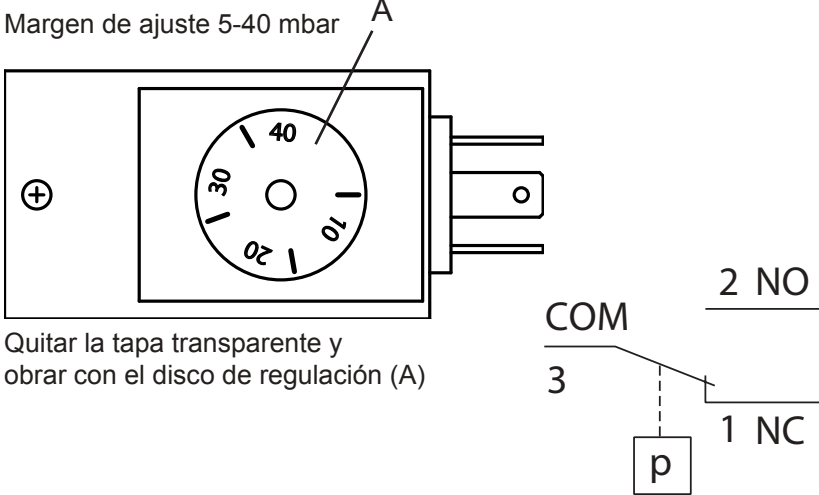 Margen de ajuste 5-40 mbar
A
40
30
10
20
Quitar la tapa transparente y
obrar con el disco de regulación (A)
2 NO
COM
3
1 NC
p